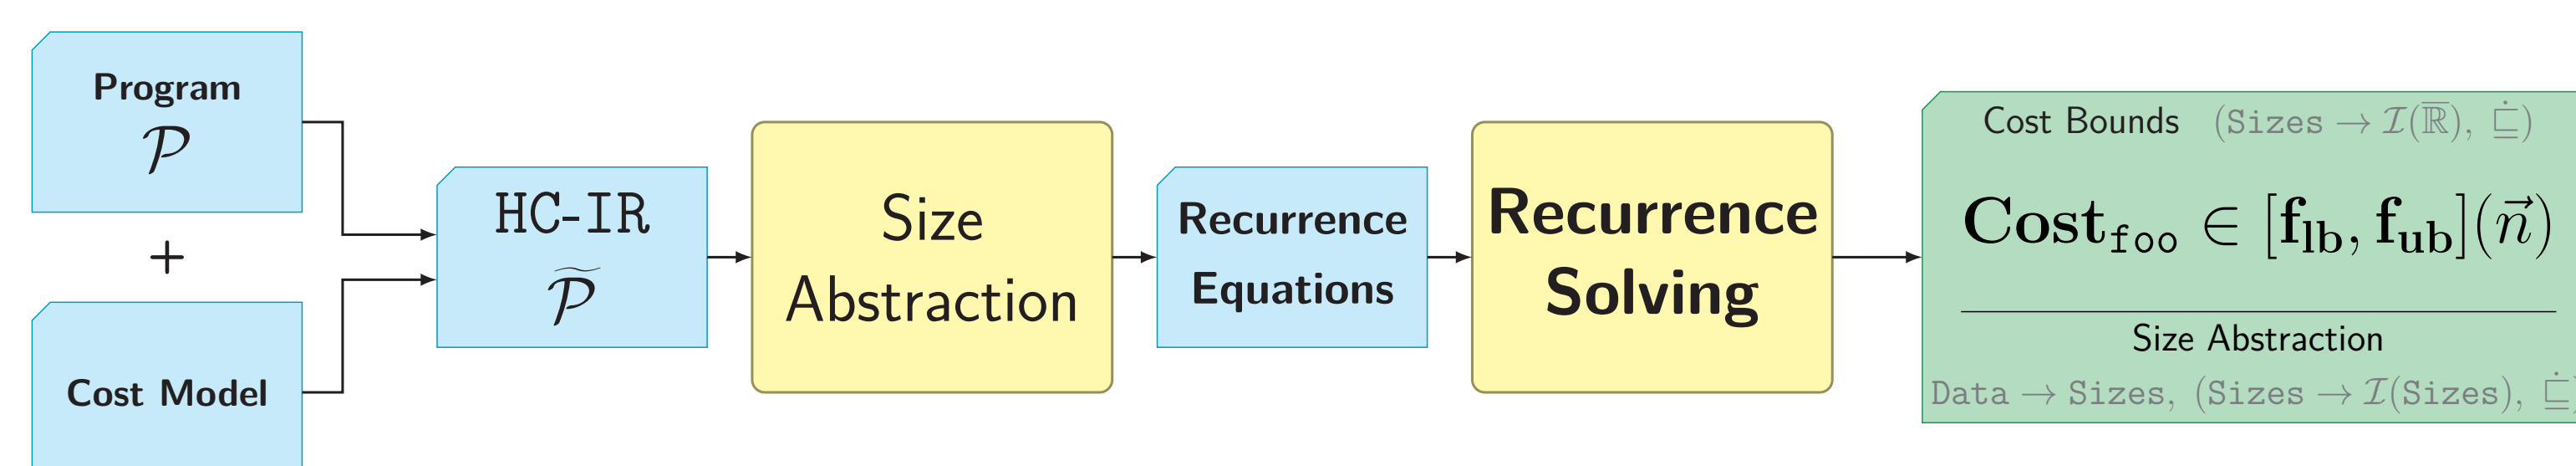 Program
𝒫
+
Cost Model
HC-IR
𝒫̃
Size
Abstraction
Recurrence
Equations
Recurrence
Solving
Cost Bounds (Sizes → ℐ(ℝ̅), ⊑̇)
Cost_foo ∈ [f_lb, f_ub](n⃗)
Size Abstraction
Data → Sizes, (Sizes → ℐ(Sizes), ⊑̇)